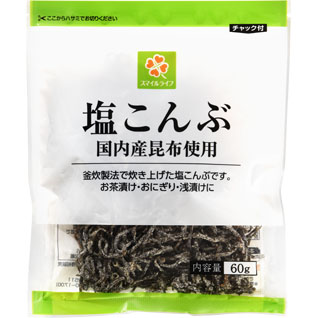 ここからハサミでお切りください
チャック付
スマイルライフ
塩こんぶ
国内産昆布使用
釜炊製法で炊き上げた塩こんぶです。
お茶漬け・おにぎり・浅漬けに
内容量 60g